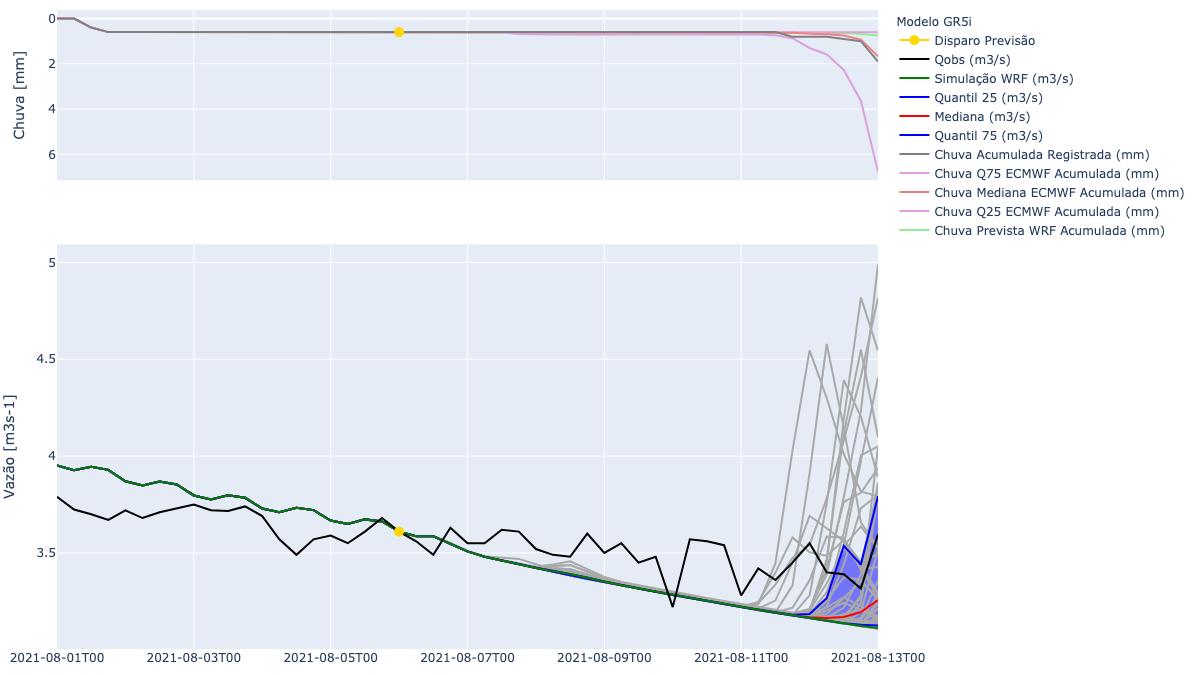 0
2
4
6
Chuva [mm]
Modelo GR5i
Disparo Previsão
Qobs (m3/s)
Simulação WRF (m3/s)
Quantil 25 (m3/s)
Mediana (m3/s)
Quantil 75 (m3/s)
Chuva Acumulada Registrada (mm)
Chuva Q75 ECMWF Acumulada (mm)
Chuva Mediana ECMWF Acumulada (mm)
Chuva Q25 ECMWF Acumulada (mm)
Chuva Prevista WRF Acumulada (mm)
5
4.5
4
3.5
Vazão [m3s-1]
2021-08-01T00
2021-08-03T00
2021-08-05T00
2021-08-07T00
2021-08-09T00
2021-08-11T00
2021-08-13T00